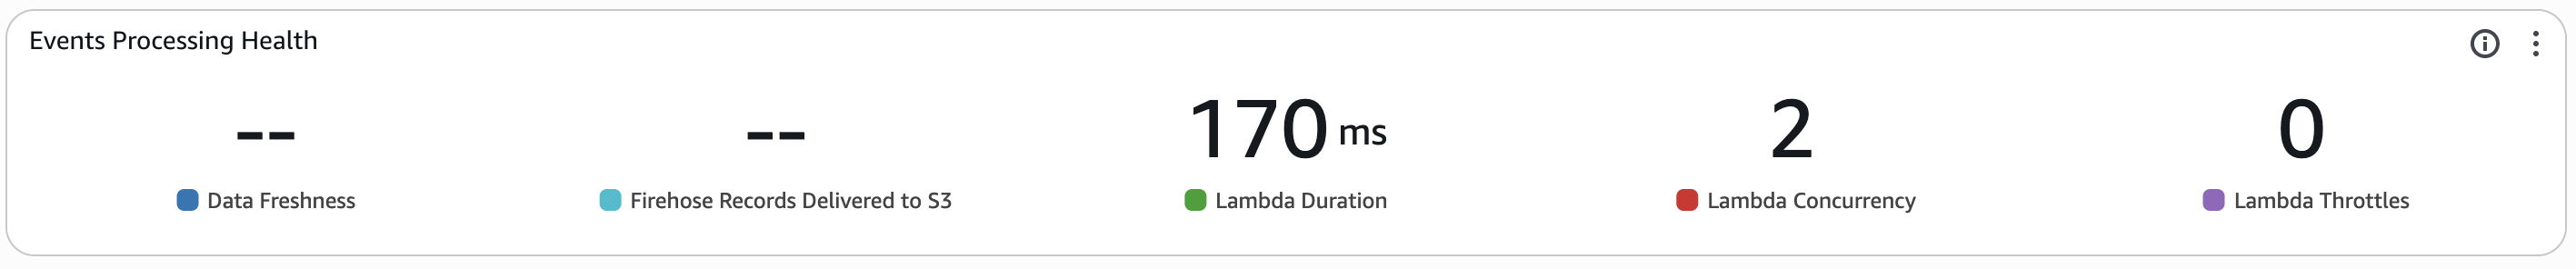 Events Processing Health
--
Data Freshness
--
Firehose Records Delivered to S3
170 ms
Lambda Duration
2
Lambda Concurrency
0
Lambda Throttles